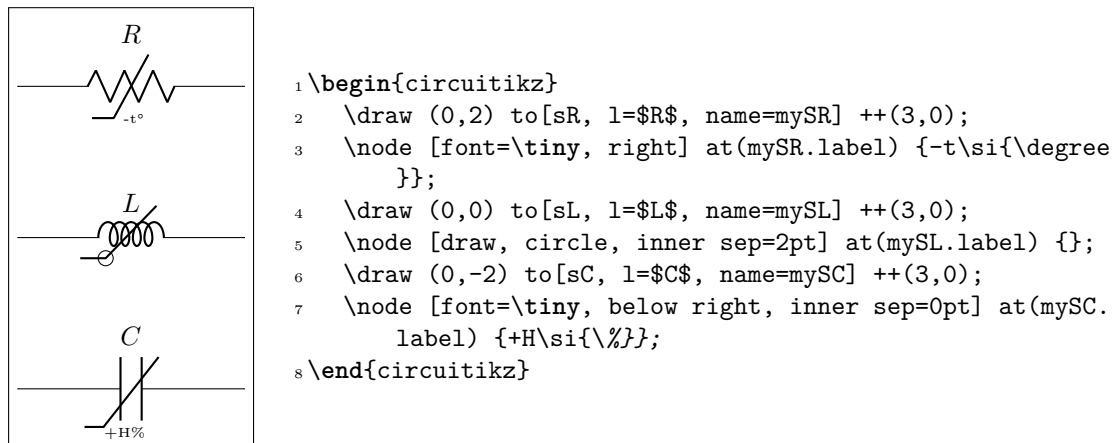 R
-t°
L
C
+H%
1 \begin{circuitikz}
2 \draw (0,2) to[sR, l=$R$, name=mySR] ++(3,0);
3 \node [font=\tiny, right] at(mySR.label) {-t\si{\degree
}};
4 \draw (0,0) to[sL, l=$L$, name=mySL] ++(3,0);
5 \node [draw, circle, inner sep=2pt] at(mySL.label) {};
6 \draw (0,-2) to[sC, l=$C$, name=mySC] ++(3,0);
7 \node [font=\tiny, below right, inner sep=0pt] at(mySC.
label) {+H\si{\%}};
8 \end{circuitikz}